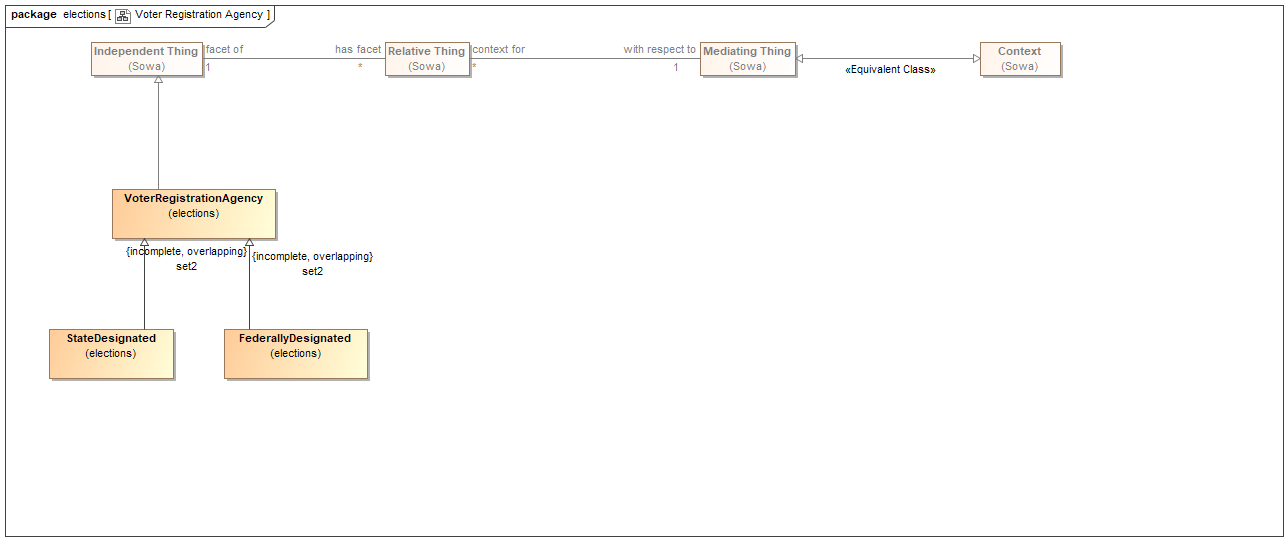 package elections [ Voter Registration Agency ]
Independent Thing
(Sowa)
facet of
1
has facet
*
Relative Thing
(Sowa)
context for
*
with respect to
1
Mediating Thing
(Sowa)
«Equivalent Class»
Context
(Sowa)
VoterRegistrationAgency
(elections)
{incomplete, overlapping}
set2
{incomplete, overlapping}
set2
StateDesignated
(elections)
FederallyDesignated
(elections)